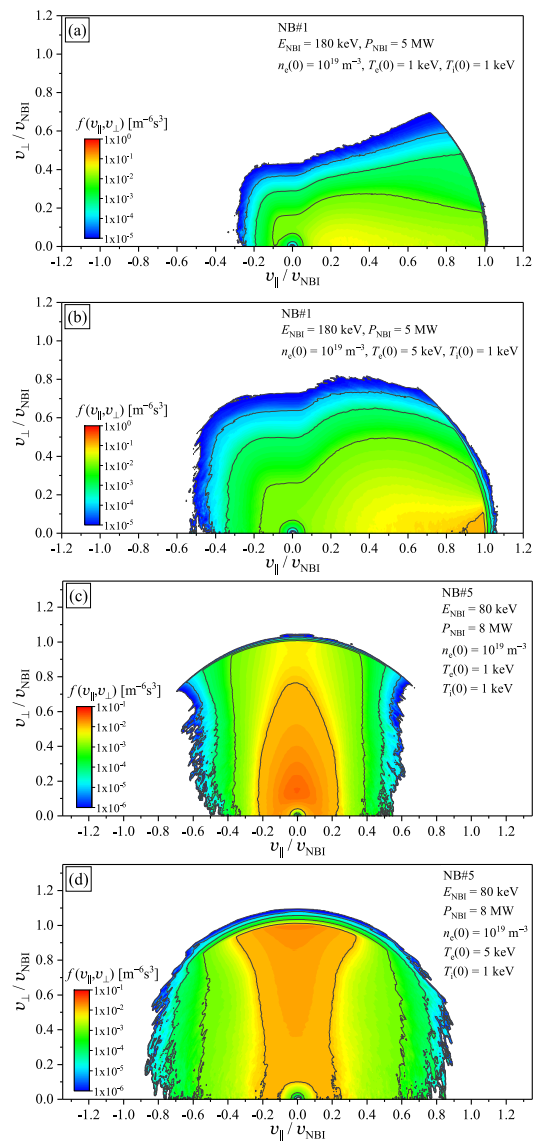 (a)
NB#1
E_NBI = 180 keV, P_NBI = 5 MW
n_e(0) = 10^19 m^−3, T_e(0) = 1 keV, T_i(0) = 1 keV
f(υ_∥,υ_⊥) [m^−6s^3]
1x10^0
1x10^-1
1x10^-2
1x10^-3
1x10^-4
1x10^-5
υ_⊥ / υ_NBI
1.0
0.8
0.6
0.4
0.2
0.0
-1.2 -1.0 -0.8 -0.6 -0.4 -0.2 0.0 0.2 0.4 0.6 0.8 1.0 1.2
υ_∥ / υ_NBI
(b)
NB#1
E_NBI = 180 keV, P_NBI = 5 MW
n_e(0) = 10^19 m^−3, T_e(0) = 5 keV, T_i(0) = 1 keV
f(υ_∥,υ_⊥) [m^−6s^3]
1x10^0
1x10^-1
1x10^-2
1x10^-3
1x10^-4
1x10^-5
υ_⊥ / υ_NBI
1.0
0.8
0.6
0.4
0.2
0.0
-1.2 -1.0 -0.8 -0.6 -0.4 -0.2 0.0 0.2 0.4 0.6 0.8 1.0 1.2
υ_∥ / υ_NBI
(c)
NB#5
E_NBI = 80 keV
P_NBI = 8 MW
n_e(0) = 10^19 m^−3
T_e(0) = 1 keV
T_i(0) = 1 keV
f(υ_∥,υ_⊥) [m^−6s^3]
1x10^-1
1x10^-2
1x10^-3
1x10^-4
1x10^-5
1x10^-6
υ_⊥ / υ_NBI
1.2
1.0
0.8
0.6
0.4
0.2
0.0
-1.2 -1.0 -0.8 -0.6 -0.4 -0.2 0.0 0.2 0.4 0.6 0.8 1.0 1.2
υ_∥ / υ_NBI
(d)
NB#5
E_NBI = 80 keV
P_NBI = 8 MW
n_e(0) = 10^19 m^−3
T_e(0) = 5 keV
T_i(0) = 1 keV
f(υ_∥,υ_⊥) [m^−6s^3]
1x10^-1
1x10^-2
1x10^-3
1x10^-4
1x10^-5
1x10^-6
υ_⊥ / υ_NBI
1.2
1.0
0.8
0.6
0.4
0.2
0.0
-1.2 -1.0 -0.8 -0.6 -0.4 -0.2 0.0 0.2 0.4 0.6 0.8 1.0 1.2
υ_∥ / υ_NBI